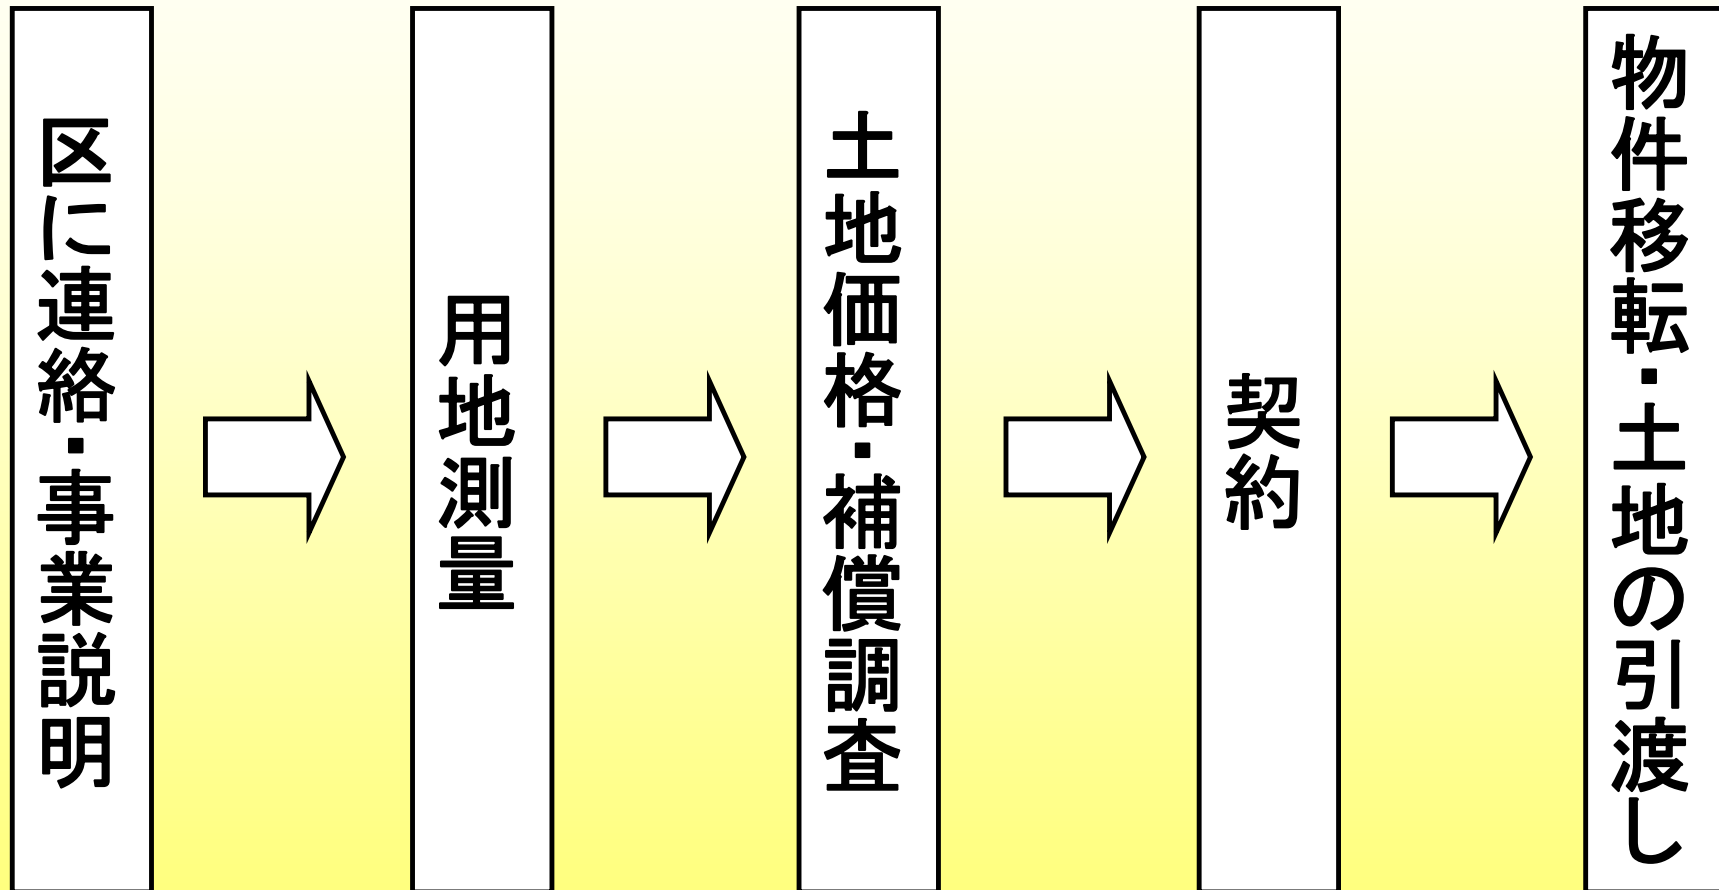 区に連絡・事業説明
用地測量
土地価格・補償調査
契約
物件移転・土地の引渡し